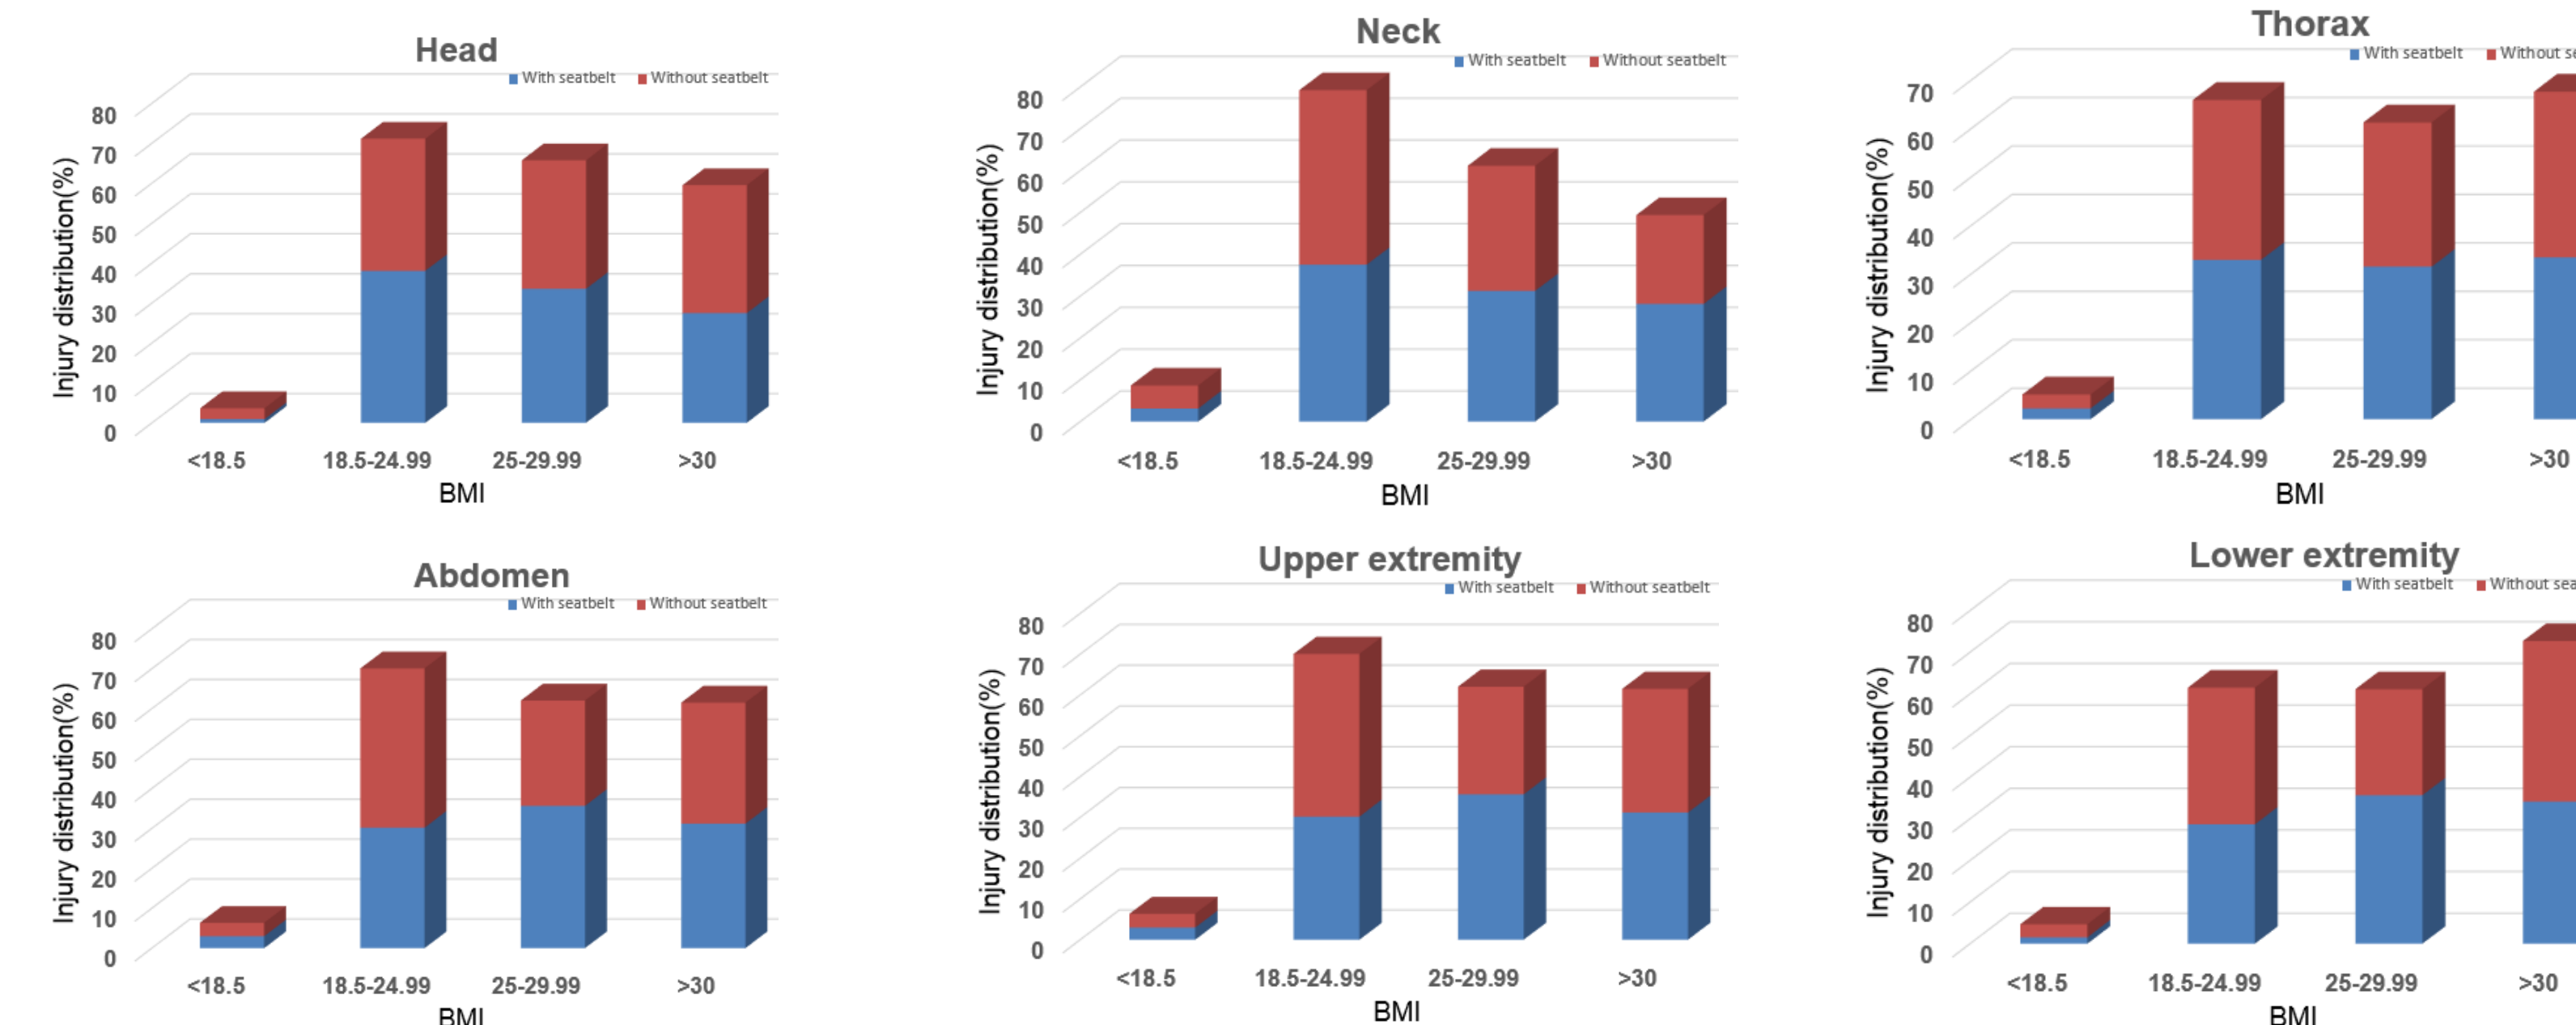 Head
With seatbelt Without seatbelt
Injury distribution(%)
80
70
60
50
40
30
20
10
0
<18.5 18.5-24.99 25-29.99 >30
BMI
Neck
With seatbelt Without seatbelt
Injury distribution(%)
80
70
60
50
40
30
20
10
0
<18.5 18.5-24.99 25-29.99 >30
BMI
Thorax
With seatbelt Without se
Injury distribution(%)
70
60
50
40
30
20
10
0
<18.5 18.5-24.99 25-29.99 >30
BMI
Abdomen
With seatbelt Without seatbelt
Injury distribution(%)
80
70
60
50
40
30
20
10
0
<18.5 18.5-24.99 25-29.99 >30
BMI
Upper extremity
With seatbelt Without seatbelt
Injury distribution(%)
80
70
60
50
40
30
20
10
0
<18.5 18.5-24.99 25-29.99 >30
BMI
Lower extremity
With seatbelt Without sea
Injury distribution(%)
80
70
60
50
40
30
20
10
0
<18.5 18.5-24.99 25-29.99 >30
BMI